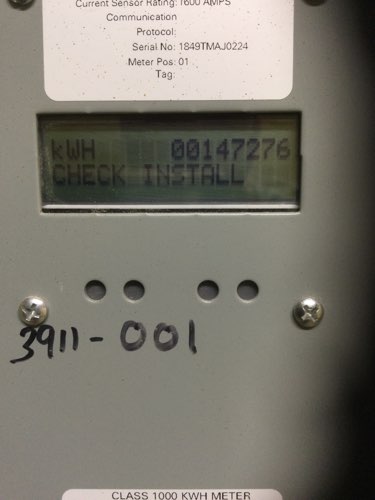 Current Sensor Rating: 1600 AMPS
Communication
Protocol:
Serial No: 1849TMAJ0224
Meter Pos: 01
Tag:
kWH 00147276
CHECK INSTALL
3911-001
CLASS 1000 KWH METER